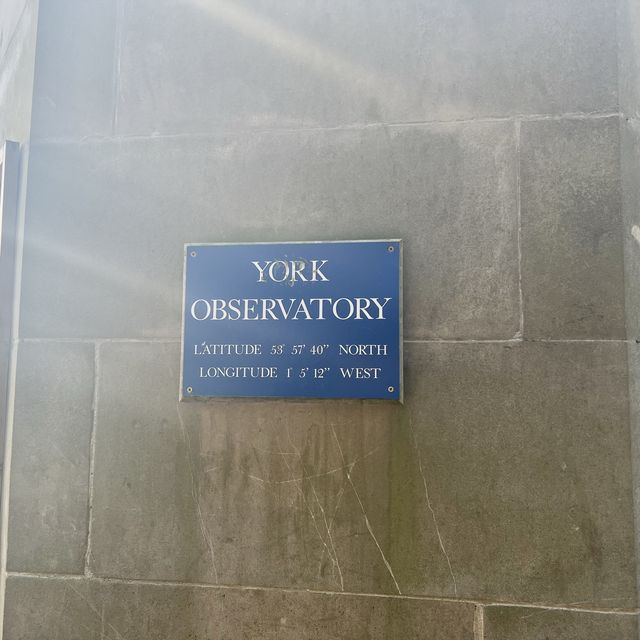 YORK
OBSERVATORY
LATITUDE 53° 57' 40" NORTH
LONGITUDE 1° 5' 12" WEST